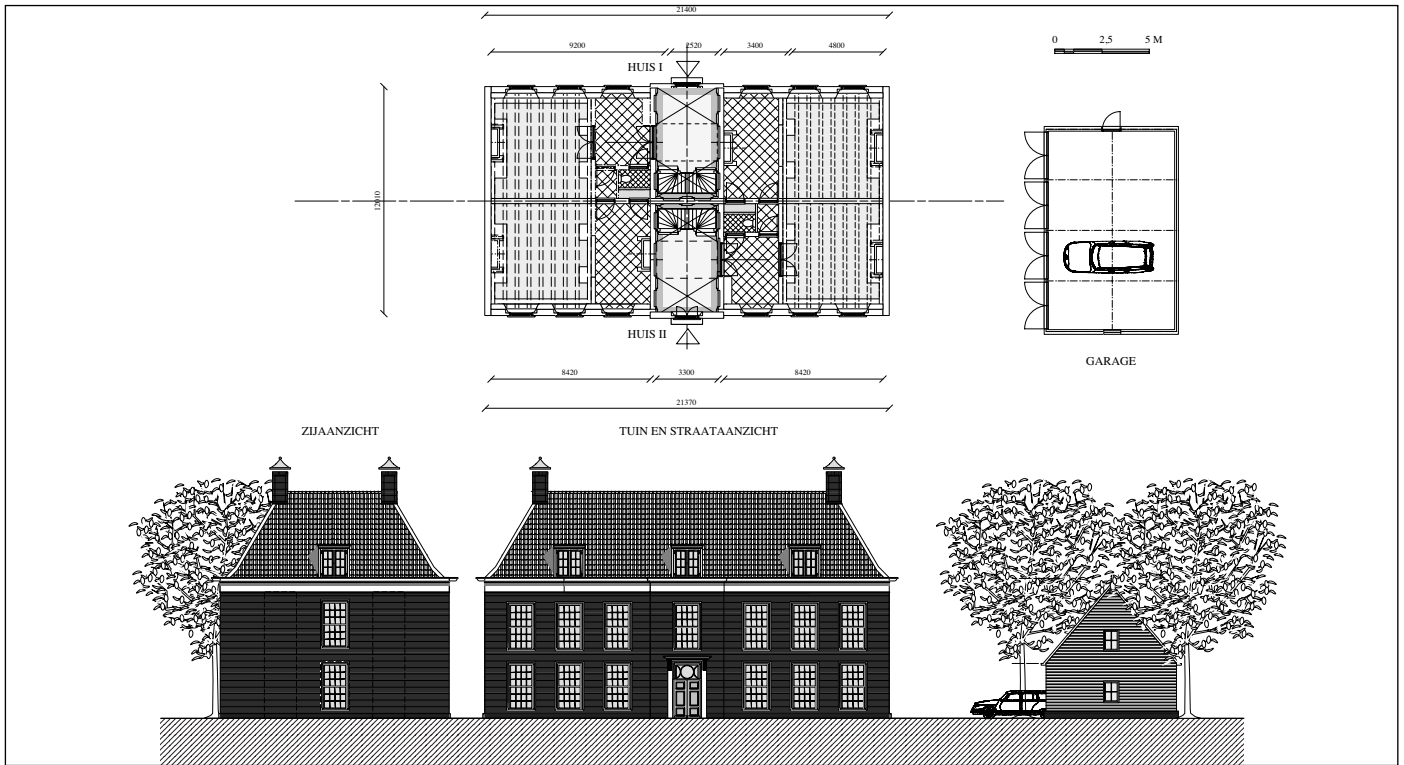 21400
9200 2520 3400 4800
0 2,5 5 M
HUIS I
12010
HUIS II
GARAGE
8420 3300 8420
21370
ZIJAANZICHT
TUIN EN STRAATAANZICHT